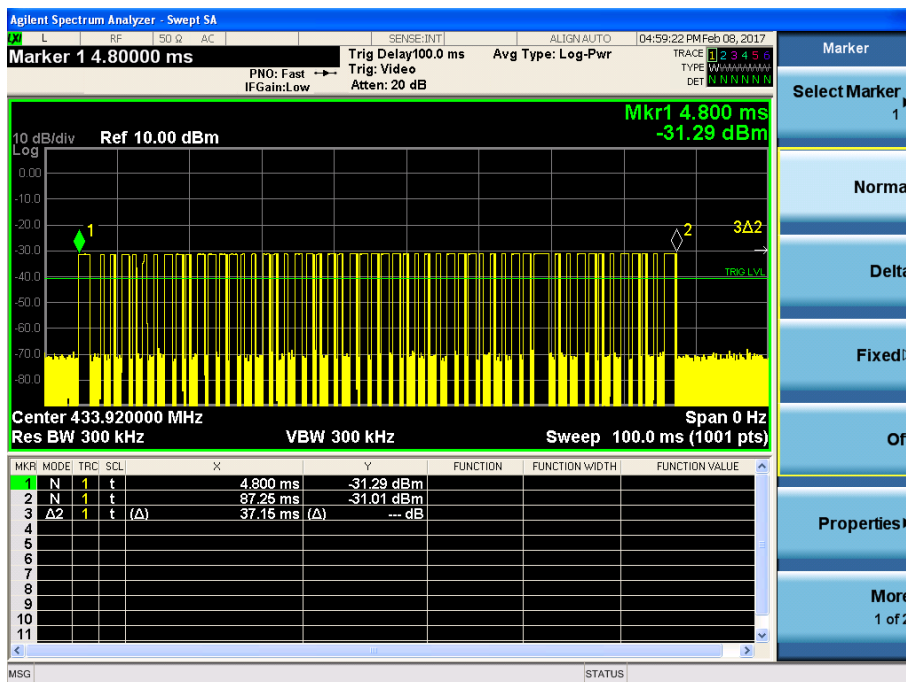 Agilent Spectrum Analyzer - Swept SA
LXI L RF 50 Ω AC SENSE:INT ALIGN AUTO 04:59:22 PM Feb 08, 2017
Marker 1 4.80000 ms
Trig Delay100.0 ms Avg Type: Log-Pwr TRACE 1 2 3 4 5 6
PNO: Fast Trig: Video TYPE WWWWWW
IFGain:Low Atten: 20 dB DET N N N N N N
Mkr1 4.800 ms
10 dB/div Ref 10.00 dBm -31.29 dBm
Log
0.00
-10.0
-20.0
1 2 3Δ2
-30.0
TRIG LVL
-40.0
-50.0
-60.0
-70.0
-80.0
Center 433.920000 MHz Span 0 Hz
Res BW 300 kHz VBW 300 kHz Sweep 100.0 ms (1001 pts)
MKR MODE TRC SCL X Y FUNCTION FUNCTION WIDTH FUNCTION VALUE
1 N 1 t 4.800 ms -31.29 dBm
2 N 1 t 87.25 ms -31.01 dBm
3 Δ2 1 t (Δ) 37.15 ms (Δ) --- dB
4
5
6
7
8
9
10
11
MSG STATUS
Marker
Select Marker
1
Norma
Delta
Fixed
Of
Properties
More
1 of 2